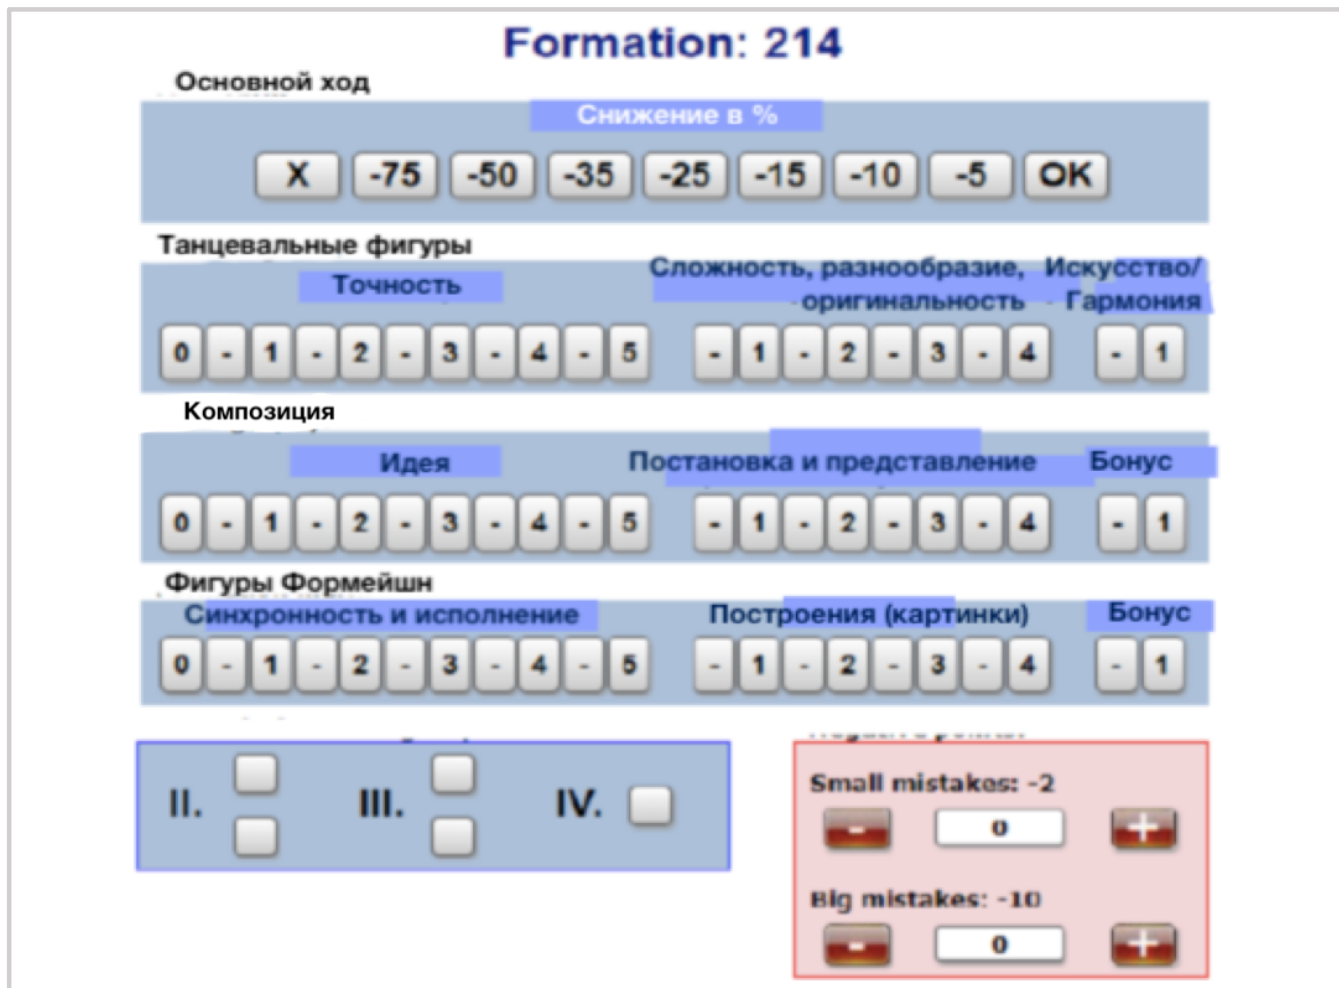 Formation: 214
Основной ход
Снижение в %
X -75 -50 -35 -25 -15 -10 -5 OK
Танцевальные фигуры
Точность
Сложность, разнообразие, оригинальность
Искусство/ Гармония
0 - 1 - 2 - 3 - 4 - 5 - 1 - 2 - 3 - 4 - 1
Композиция
Идея Постановка и представление Бонус
0 - 1 - 2 - 3 - 4 - 5 - 1 - 2 - 3 - 4 - 1
Фигуры Формейшн
Синхронность и исполнение Построения (картинки) Бонус
0 - 1 - 2 - 3 - 4 - 5 - 1 - 2 - 3 - 4 - 1
II. III. IV.
Small mistakes: -2
- 0 +
Big mistakes: -10
- 0 +